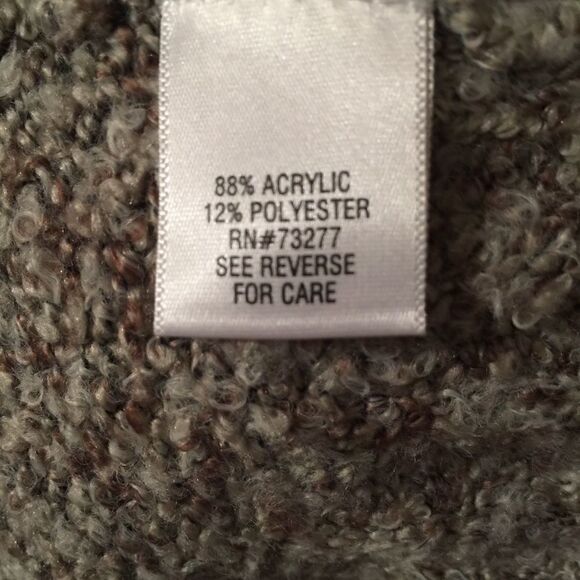 88% ACRYLIC
12% POLYESTER
RN#73277
SEE REVERSE
FOR CARE